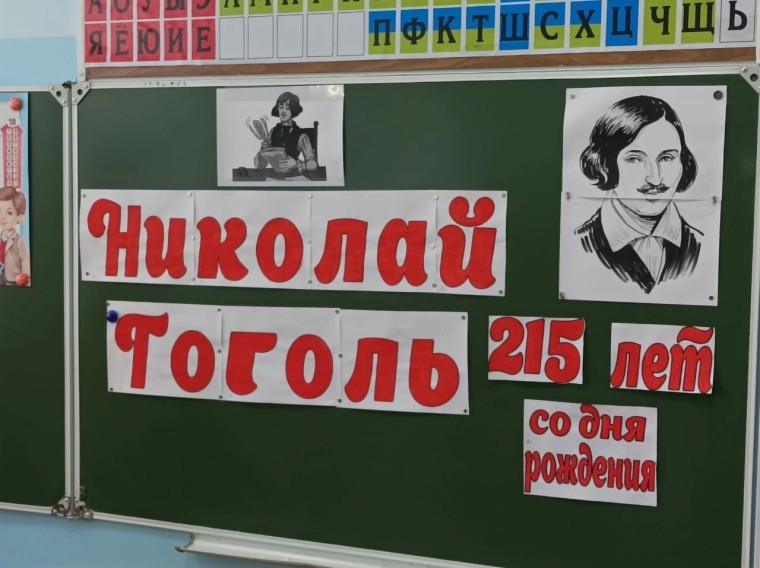 А О У Ы Э
Я Ё Ю И Е
П Ф К Т Ш С Х Ц Ч Щ Ь
Николай
Гоголь
215 лет
со дня
рождения